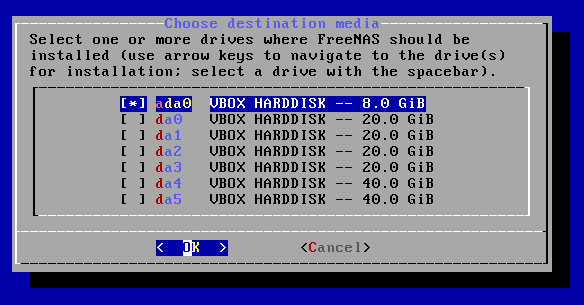 Choose destination media
Select one or more drives where FreeNAS should be
installed (use arrow keys to navigate to the drive(s)
for installation; select a drive with the spacebar).
[*] ada0 VBOX HARDDISK -- 8.0 GiB
[ ] da0 VBOX HARDDISK -- 20.0 GiB
[ ] da1 VBOX HARDDISK -- 20.0 GiB
[ ] da2 VBOX HARDDISK -- 20.0 GiB
[ ] da3 VBOX HARDDISK -- 20.0 GiB
[ ] da4 VBOX HARDDISK -- 40.0 GiB
[ ] da5 VBOX HARDDISK -- 40.0 GiB
< OK > <Cancel>